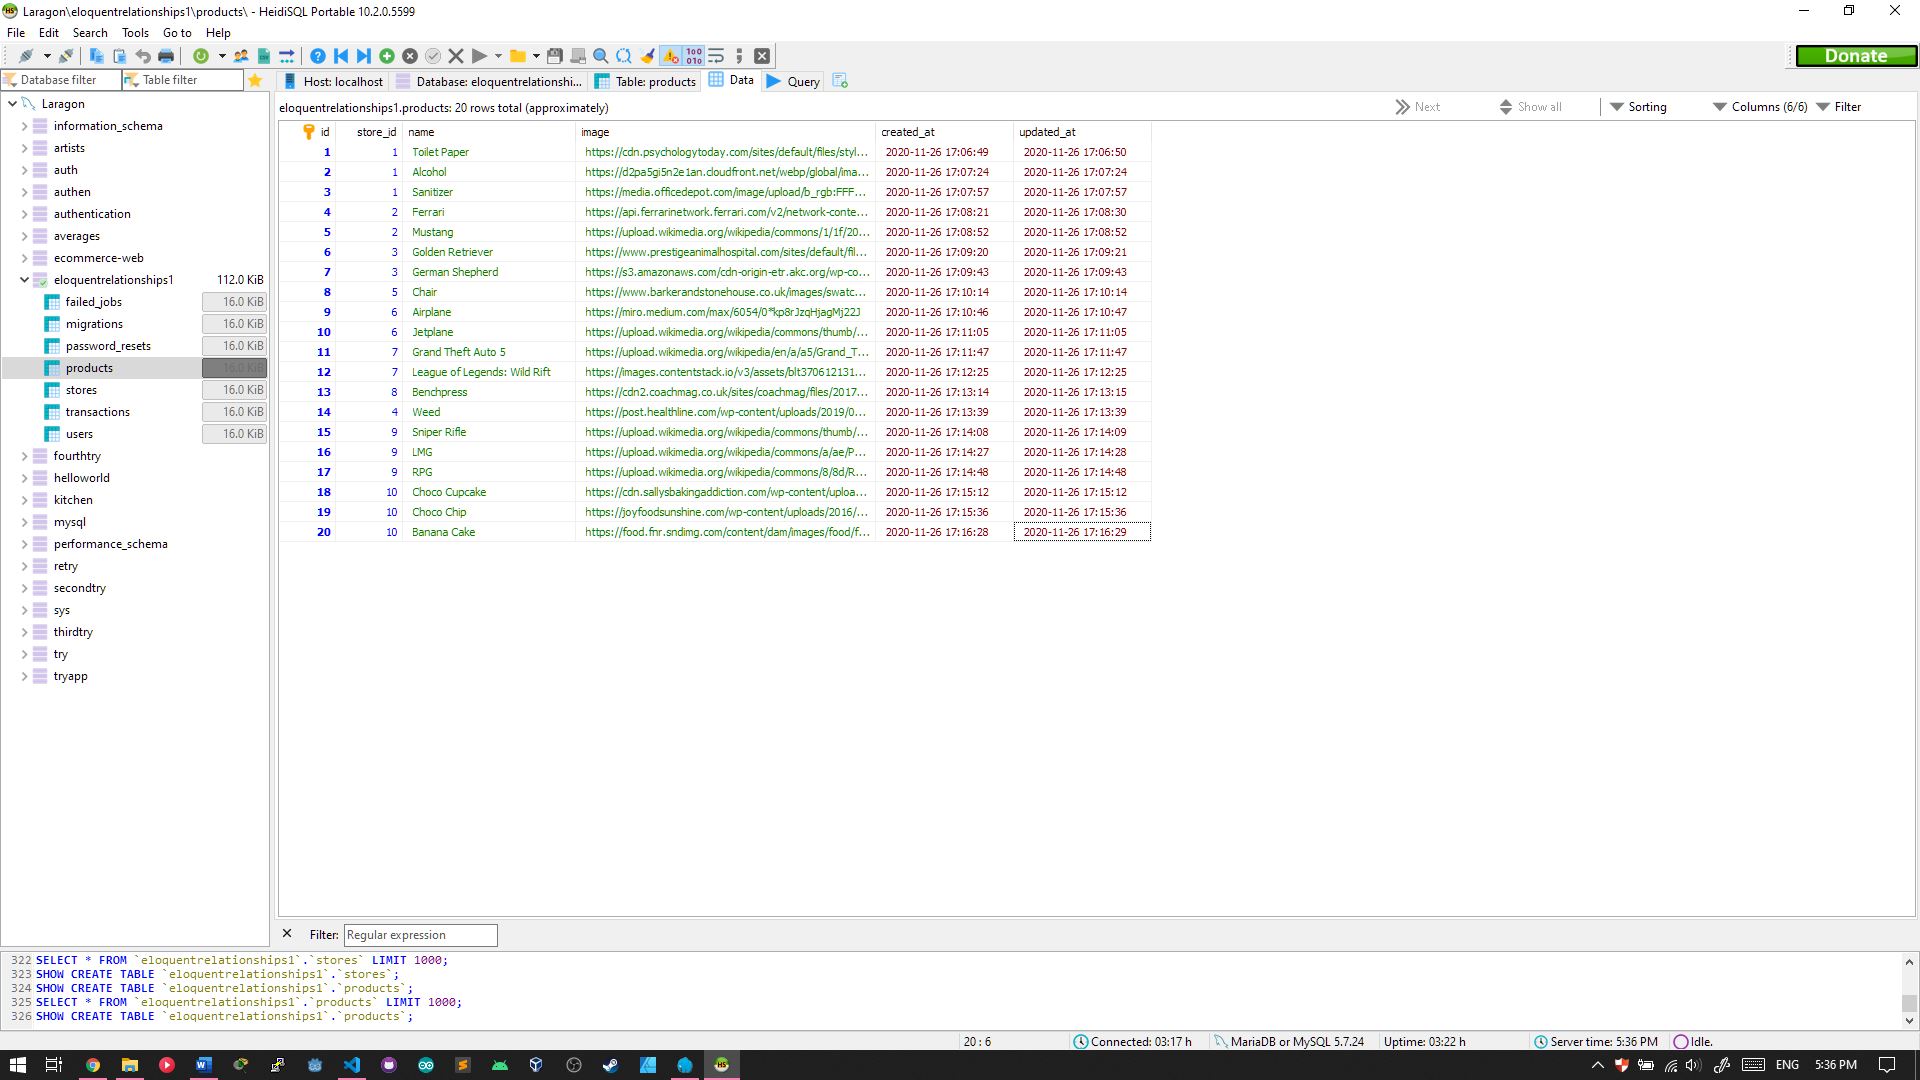 Laragon\eloquentrelationships1\products\ - HeidiSQL Portable 10.2.0.5599
File Edit Search Tools Go to Help
Donate
Database filter Table filter
Host: localhost Database: eloquentrelationshi... Table: products Data Query
eloquentrelationships1.products: 20 rows total (approximately) Next Show all Sorting Columns (6/6) Filter
Laragon
information_schema
artists
auth
authen
authentication
averages
ecommerce-web
eloquentrelationships1 112.0 KiB
failed_jobs 16.0 KiB
migrations 16.0 KiB
password_resets 16.0 KiB
products 16.0 KiB
stores 16.0 KiB
transactions 16.0 KiB
users 16.0 KiB
fourthtry
helloworld
kitchen
mysql
performance_schema
retry
secondtry
sys
thirdtry
try
tryapp
id store_id name image created_at updated_at
1 1 Toilet Paper https://cdn.psychologytoday.com/sites/default/files/styl... 2020-11-26 17:06:49 2020-11-26 17:06:50
2 1 Alcohol https://d2pa5gi5n2e1an.cloudfront.net/webp/global/ima... 2020-11-26 17:07:24 2020-11-26 17:07:24
3 1 Sanitizer https://media.officedepot.com/image/upload/b_rgb:FFF... 2020-11-26 17:07:57 2020-11-26 17:07:57
4 2 Ferrari https://api.ferrarinetwork.ferrari.com/v2/network-conte... 2020-11-26 17:08:21 2020-11-26 17:08:30
5 2 Mustang https://upload.wikimedia.org/wikipedia/commons/1/1f/20... 2020-11-26 17:08:52 2020-11-26 17:08:52
6 3 Golden Retriever https://www.prestigeanimalhospital.com/sites/default/fil... 2020-11-26 17:09:20 2020-11-26 17:09:21
7 3 German Shepherd https://s3.amazonaws.com/cdn-origin-etr.akc.org/wp-co... 2020-11-26 17:09:43 2020-11-26 17:09:43
8 5 Chair https://www.barkerandstonehouse.co.uk/images/swatc... 2020-11-26 17:10:14 2020-11-26 17:10:14
9 6 Airplane https://miro.medium.com/max/6054/0*kp8rJzqHjagMj22J 2020-11-26 17:10:46 2020-11-26 17:10:47
10 6 Jetplane https://upload.wikimedia.org/wikipedia/commons/thumb/... 2020-11-26 17:11:05 2020-11-26 17:11:05
11 7 Grand Theft Auto 5 https://upload.wikimedia.org/wikipedia/en/a/a5/Grand_T... 2020-11-26 17:11:47 2020-11-26 17:11:47
12 7 League of Legends: Wild Rift https://images.contentstack.io/v3/assets/blt370612131... 2020-11-26 17:12:25 2020-11-26 17:12:25
13 8 Benchpress https://cdn2.coachmag.co.uk/sites/coachmag/files/2017... 2020-11-26 17:13:14 2020-11-26 17:13:15
14 4 Weed https://post.healthline.com/wp-content/uploads/2019/0... 2020-11-26 17:13:39 2020-11-26 17:13:39
15 9 Sniper Rifle https://upload.wikimedia.org/wikipedia/commons/thumb/... 2020-11-26 17:14:08 2020-11-26 17:14:09
16 9 LMG https://upload.wikimedia.org/wikipedia/commons/a/ae/P... 2020-11-26 17:14:27 2020-11-26 17:14:28
17 9 RPG https://upload.wikimedia.org/wikipedia/commons/8/8d/R... 2020-11-26 17:14:48 2020-11-26 17:14:48
18 10 Choco Cupcake https://cdn.sallysbakingaddiction.com/wp-content/uploa... 2020-11-26 17:15:12 2020-11-26 17:15:12
19 10 Choco Chip https://joyfoodsunshine.com/wp-content/uploads/2016/... 2020-11-26 17:15:36 2020-11-26 17:15:36
20 10 Banana Cake https://food.fnr.sndimg.com/content/dam/images/food/f... 2020-11-26 17:16:28 2020-11-26 17:16:29
Filter: Regular expression
322 SELECT * FROM `eloquentrelationships1`.`stores` LIMIT 1000;
323 SHOW CREATE TABLE `eloquentrelationships1`.`stores`;
324 SHOW CREATE TABLE `eloquentrelationships1`.`products`;
325 SELECT * FROM `eloquentrelationships1`.`products` LIMIT 1000;
326 SHOW CREATE TABLE `eloquentrelationships1`.`products`;
20 : 6 Connected: 03:17 h MariaDB or MySQL 5.7.24 Uptime: 03:22 h Server time: 5:36 PM Idle.
ENG 5:36 PM